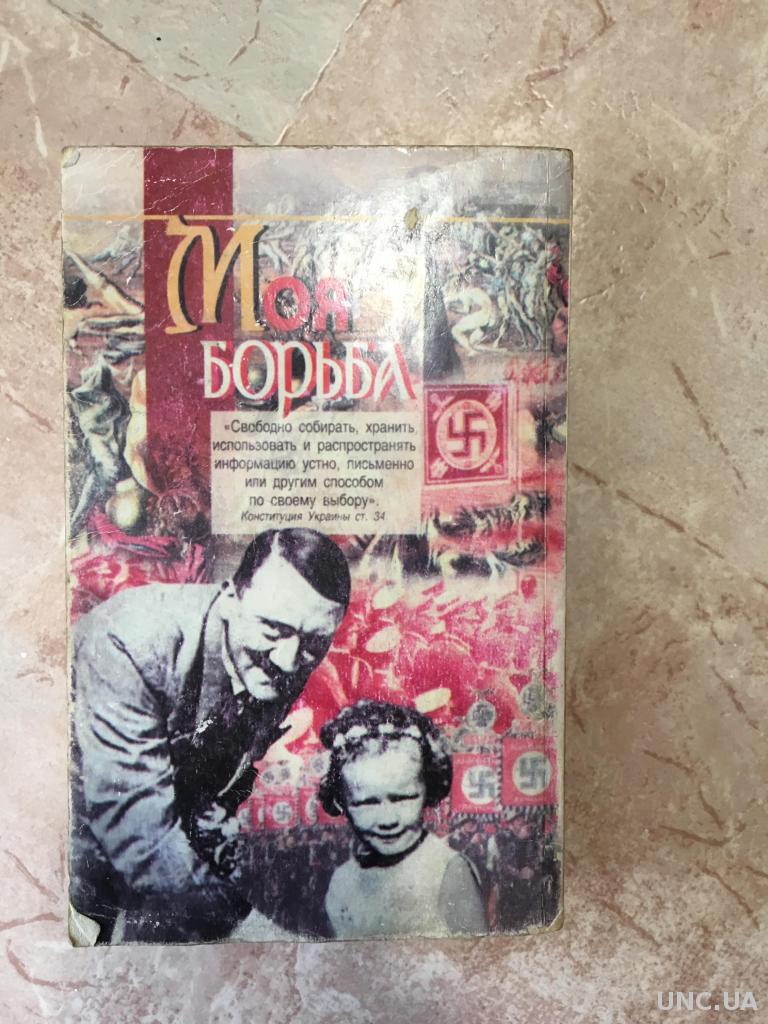 Моя
борьба
«Свободно собирать, хранить,
использовать и распространять
информацию устно, письменно
или другим способом
по своему выбору».
Конституция Украины ст. 34
UNC.UA